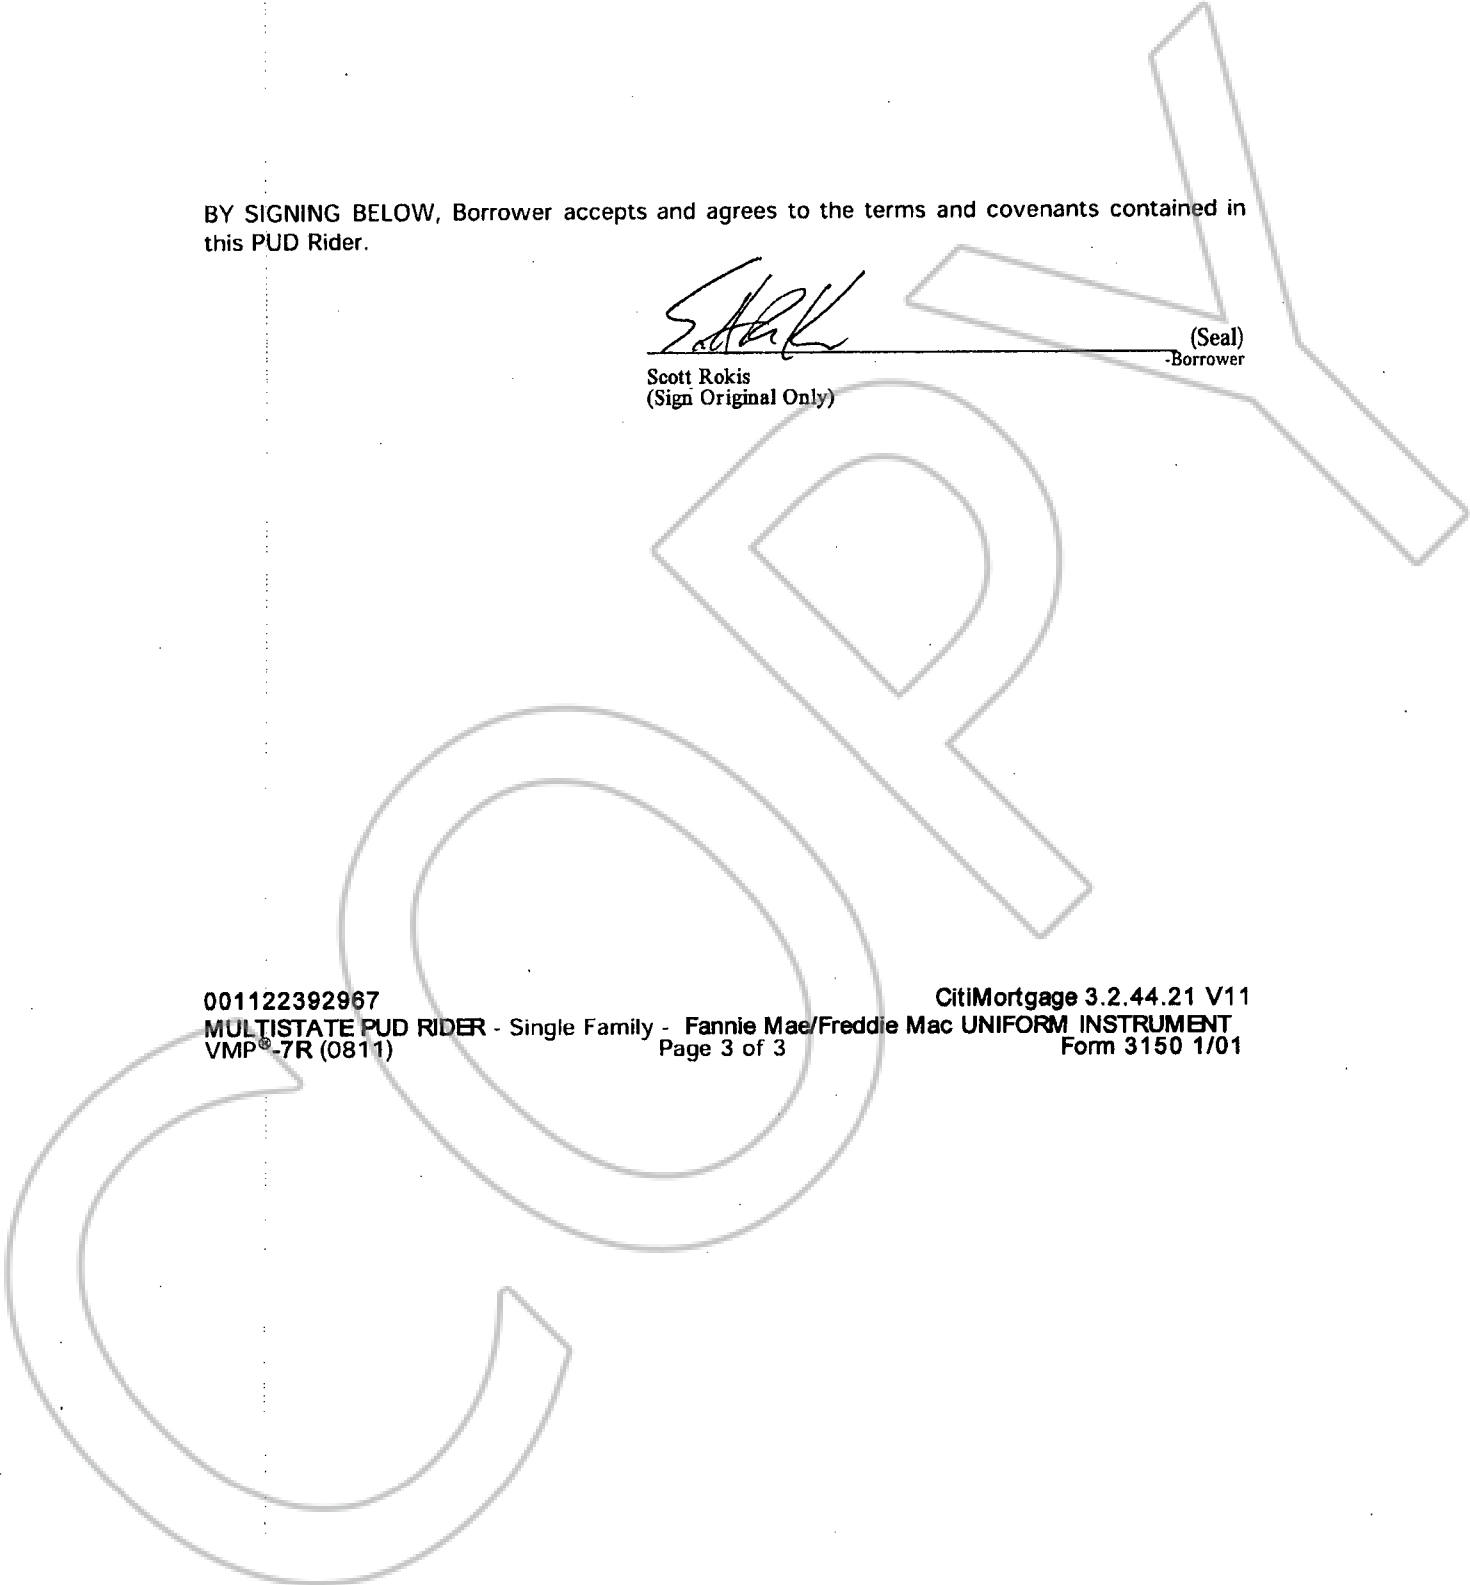 BY SIGNING BELOW, Borrower accepts and agrees to the terms and covenants contained in
this PUD Rider.
(Seal)
-Borrower
Scott Rokis
(Sign Original Only)
COPY
001122392967 CitiMortgage 3.2.44.21 V11
MULTISTATE PUD RIDER - Single Family - Fannie Mae/Freddie Mac UNIFORM INSTRUMENT
VMP®-7R (0811) Page 3 of 3 Form 3150 1/01